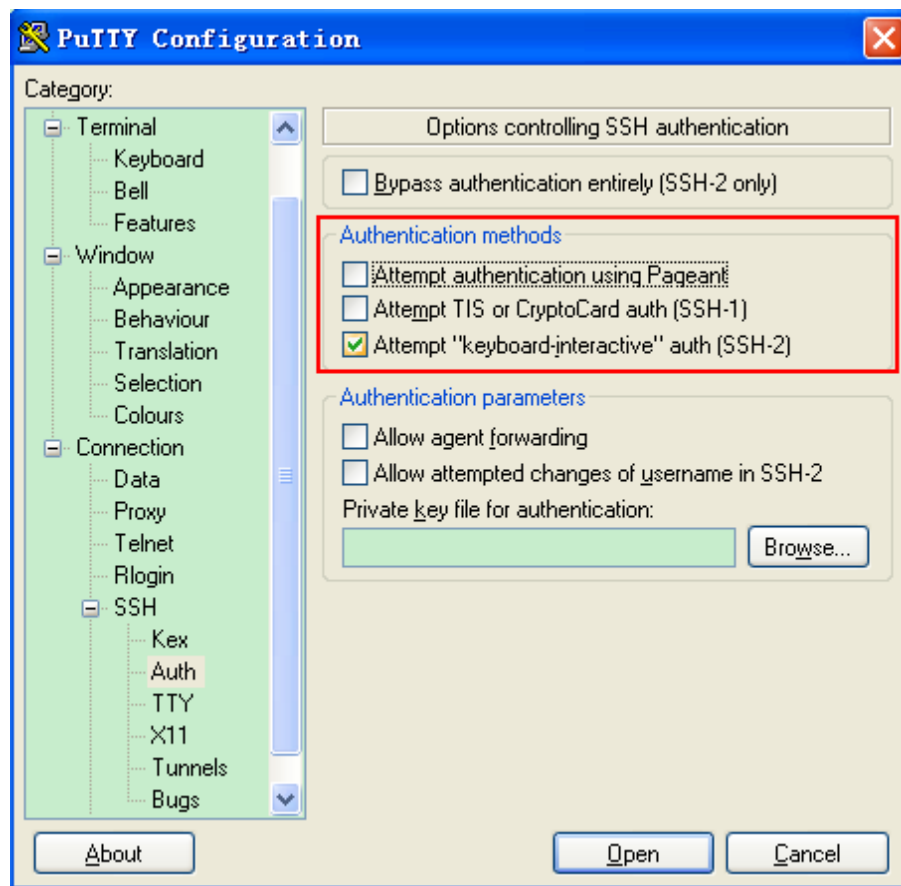 PuTTY Configuration
Category:
Terminal
Keyboard
Bell
Features
Window
Appearance
Behaviour
Translation
Selection
Colours
Connection
Data
Proxy
Telnet
Rlogin
SSH
Kex
Auth
TTY
X11
Tunnels
Bugs
Options controlling SSH authentication
Bypass authentication entirely (SSH-2 only)
Authentication methods
Attempt authentication using Pageant
Attempt TIS or CryptoCard auth (SSH-1)
Attempt "keyboard-interactive" auth (SSH-2)
Authentication parameters
Allow agent forwarding
Allow attempted changes of username in SSH-2
Private key file for authentication:
Browse...
About
Open
Cancel